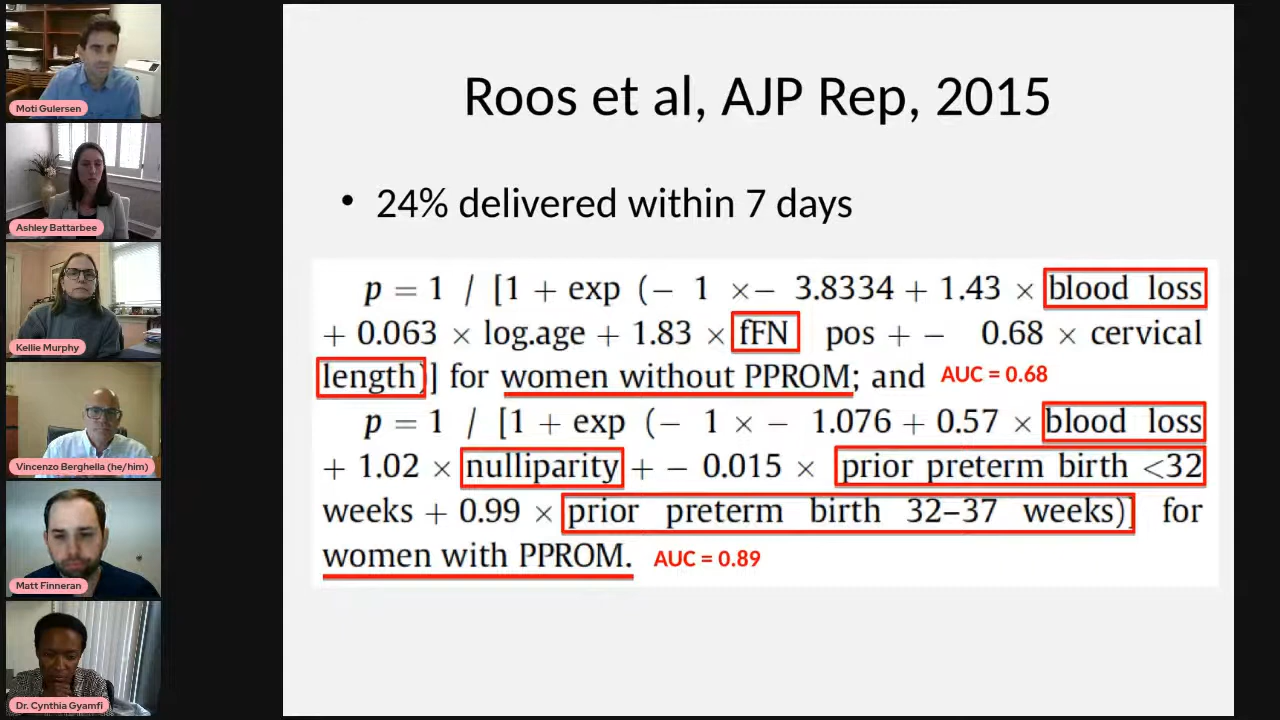 Moti Gulersen
Ashley Battarbee
Kellie Murphy
Vincenzo Berghella (he/him)
Matt Finneran
Dr. Cynthia Gyamfi
Roos et al, AJP Rep, 2015
• 24% delivered within 7 days
p = 1 / [1 + exp (− 1 ×− 3.8334 + 1.43 × blood loss
+ 0.063 × log.age + 1.83 × fFN pos + − 0.68 × cervical
length)] for women without PPROM; and AUC = 0.68
p = 1 / [1 + exp (− 1 × − 1.076 + 0.57 × blood loss
+ 1.02 × nulliparity + − 0.015 × prior preterm birth <32
weeks + 0.99 × prior preterm birth 32–37 weeks)] for
women with PPROM. AUC = 0.89